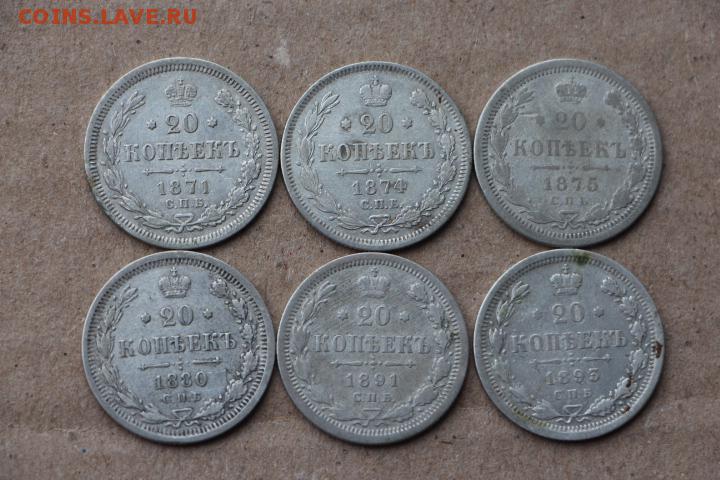 COINS.LAVE.RU
20
КОПѢЕКЪ
1871
С.П.Б.
20
КОПѢЕКЪ
1874
С.П.Б.
20
КОПѢЕКЪ
1875
С.П.Б.
20
КОПѢЕКЪ
1880
С.П.Б.
20
КОПѢЕКЪ
1891
С.П.Б.
20
КОПѢЕКЪ
1893
С.П.Б.